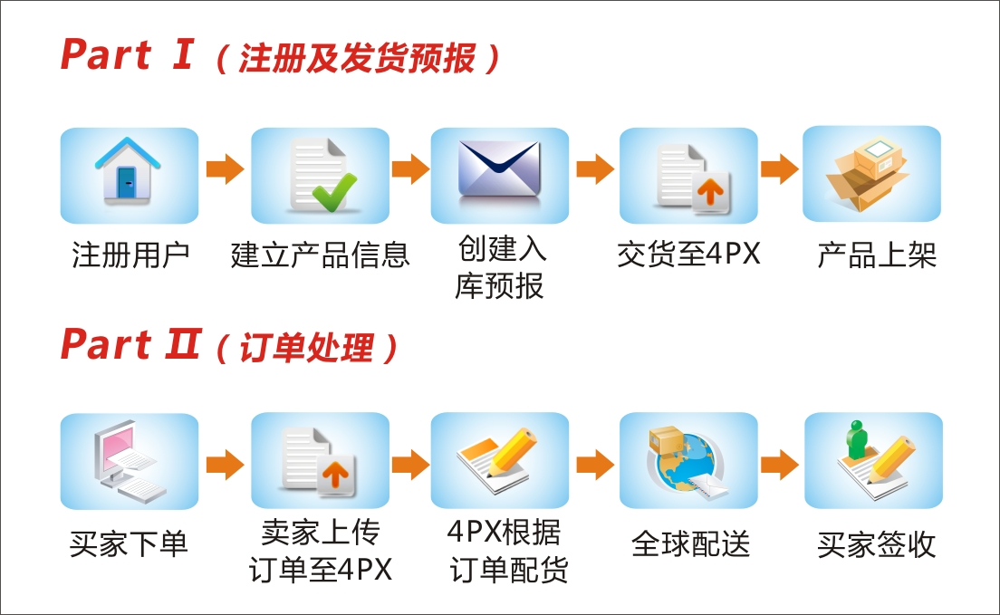 Part Ⅰ（注册及发货预报）
注册用户
建立产品信息
创建入
库预报
交货至4PX
产品上架
Part Ⅱ（订单处理）
买家下单
卖家上传
订单至4PX
4PX根据
订单配货
全球配送
买家签收